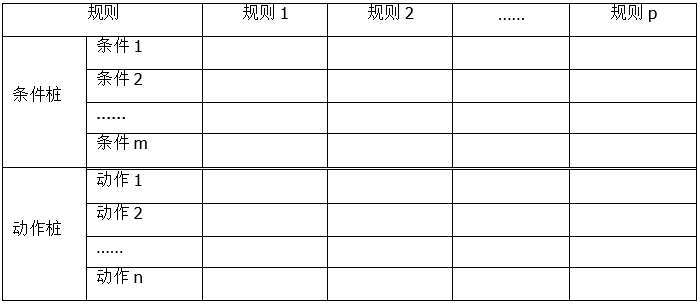 规则 规则 1 规则 2 …… 规则 p
条件桩 条件 1
条件 2
……
条件 m
动作桩 动作 1
动作 2
……
动作 n